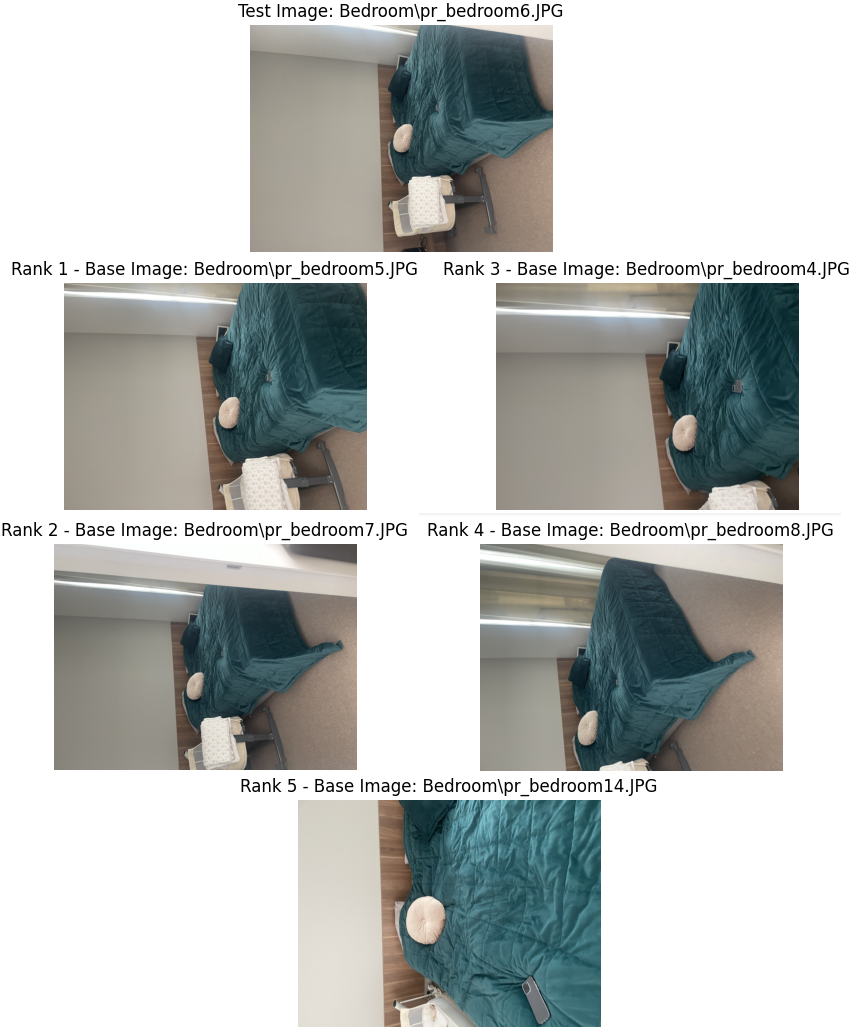 Test Image: Bedroom\pr_bedroom6.JPG
Rank 1 - Base Image: Bedroom\pr_bedroom5.JPG
Rank 3 - Base Image: Bedroom\pr_bedroom4.JPG
Rank 2 - Base Image: Bedroom\pr_bedroom7.JPG
Rank 4 - Base Image: Bedroom\pr_bedroom8.JPG
Rank 5 - Base Image: Bedroom\pr_bedroom14.JPG